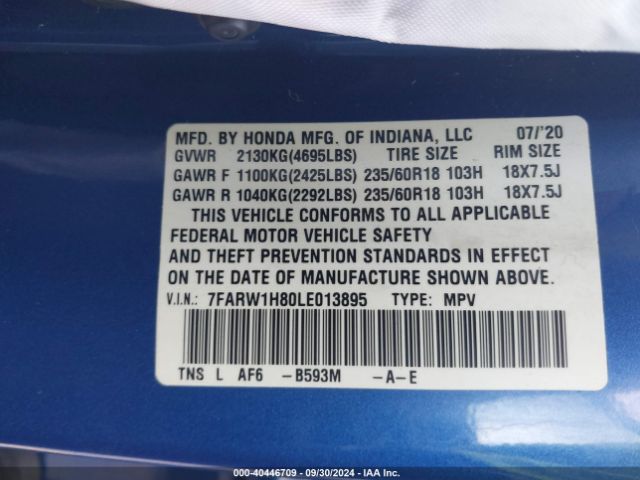 MFD. BY HONDA MFG. OF INDIANA, LLC 07/'20
GVWR 2130KG(4695LBS) TIRE SIZE RIM SIZE
GAWR F 1100KG(2425LBS) 235/60R18 103H 18X7.5J
GAWR R 1040KG(2292LBS) 235/60R18 103H 18X7.5J
THIS VEHICLE CONFORMS TO ALL APPLICABLE
FEDERAL MOTOR VEHICLE SAFETY
AND THEFT PREVENTION STANDARDS IN EFFECT
ON THE DATE OF MANUFACTURE SHOWN ABOVE.
V.I.N.: 7FARW1H80LE013895 TYPE: MPV
TNS L AF6 -B593M -A-E
000-40446709 - 09/30/2024 - IAA Inc.